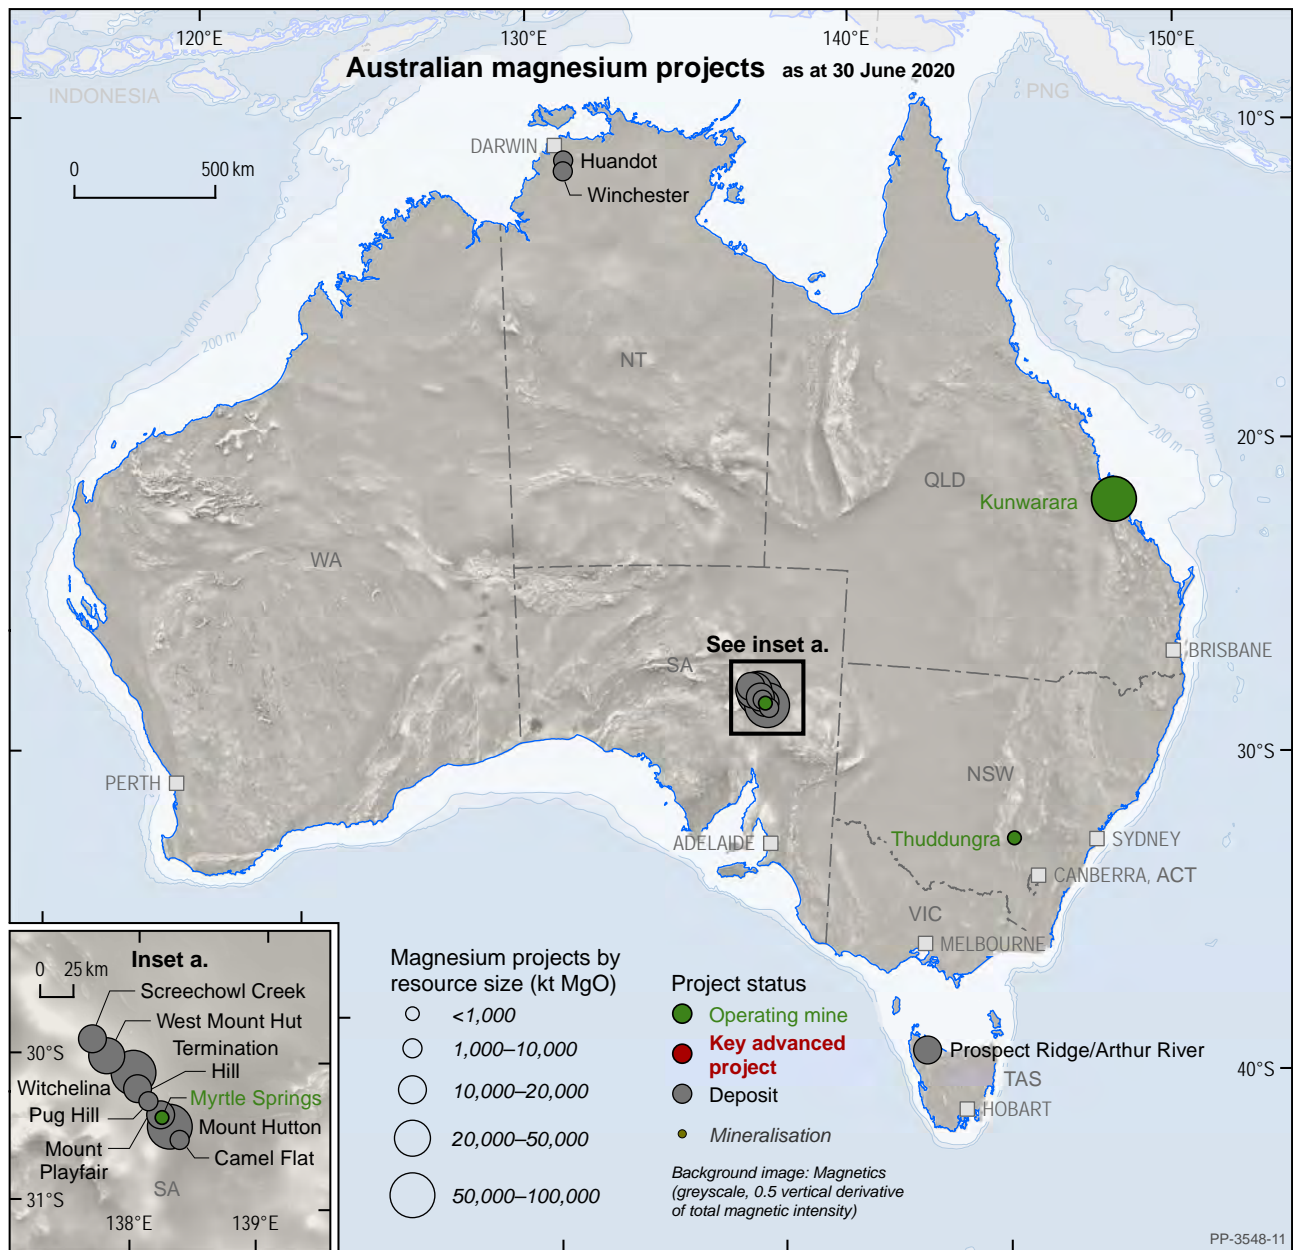 120°E
130°E
140°E
150°E
Australian magnesium projects as at 30 June 2020
INDONESIA
PNG
10°S
DARWIN
Huandot
0 500 km
Winchester
1000 m
200 m
NT
1000 m
200 m
20°S
QLD
Kunwarara
WA
See inset a.
SA
BRISBANE
30°S
NSW
PERTH
Thuddungra
SYDNEY
ADELAIDE
CANBERRA, ACT
VIC
MELBOURNE
Inset a.
0 25 km
Screechowl Creek
West Mount Hut
Termination
Hill
30°S
Witchelina
Myrtle Springs
Pug Hill
Mount Hutton
Mount
Playfair
Camel Flat
SA
31°S
138°E
139°E
Magnesium projects by
resource size (kt MgO)
<1,000
1,000–10,000
10,000–20,000
20,000–50,000
50,000–100,000
Project status
Operating mine
Key advanced
project
Deposit
Mineralisation
Background image: Magnetics
(greyscale, 0.5 vertical derivative
of total magnetic intensity)
Prospect Ridge/Arthur River
TAS
40°S
HOBART
PP-3548-11